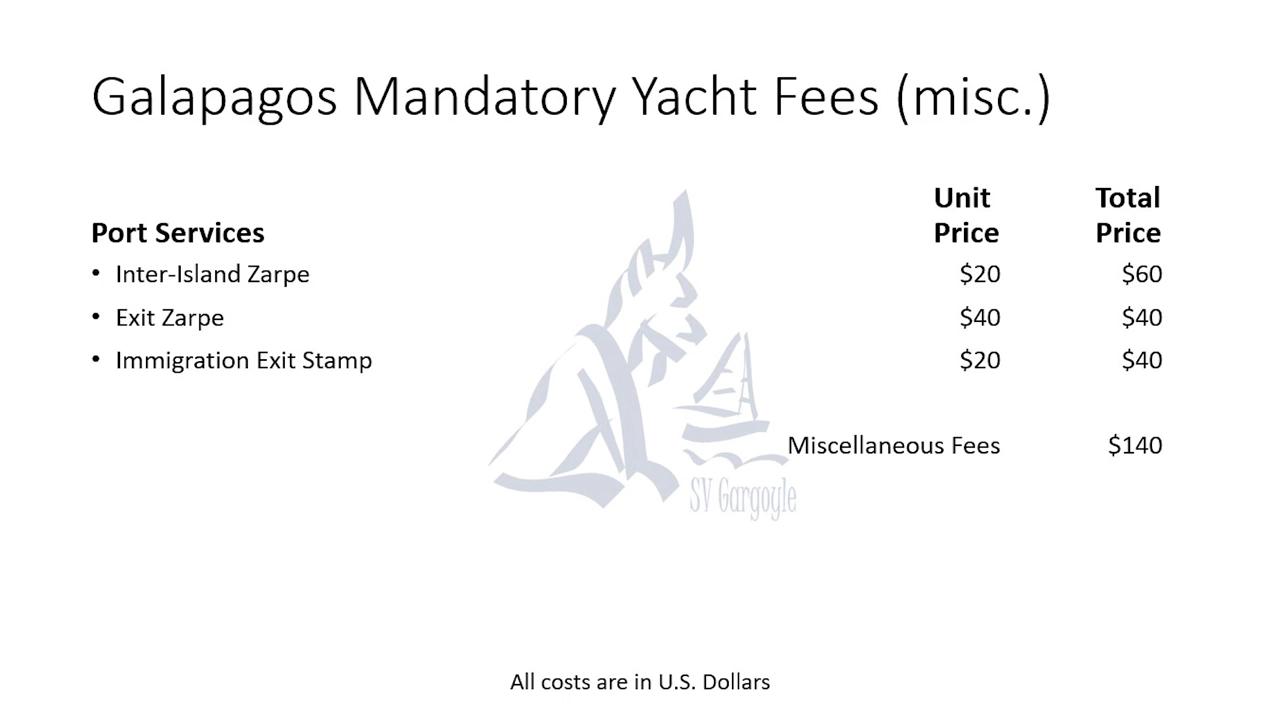 Galapagos Mandatory Yacht Fees (misc.)
Unit Total
Port Services Price Price
• Inter-Island Zarpe $20 $60
• Exit Zarpe $40 $40
• Immigration Exit Stamp $20 $40
Miscellaneous Fees $140
SV Gargoyle
All costs are in U.S. Dollars